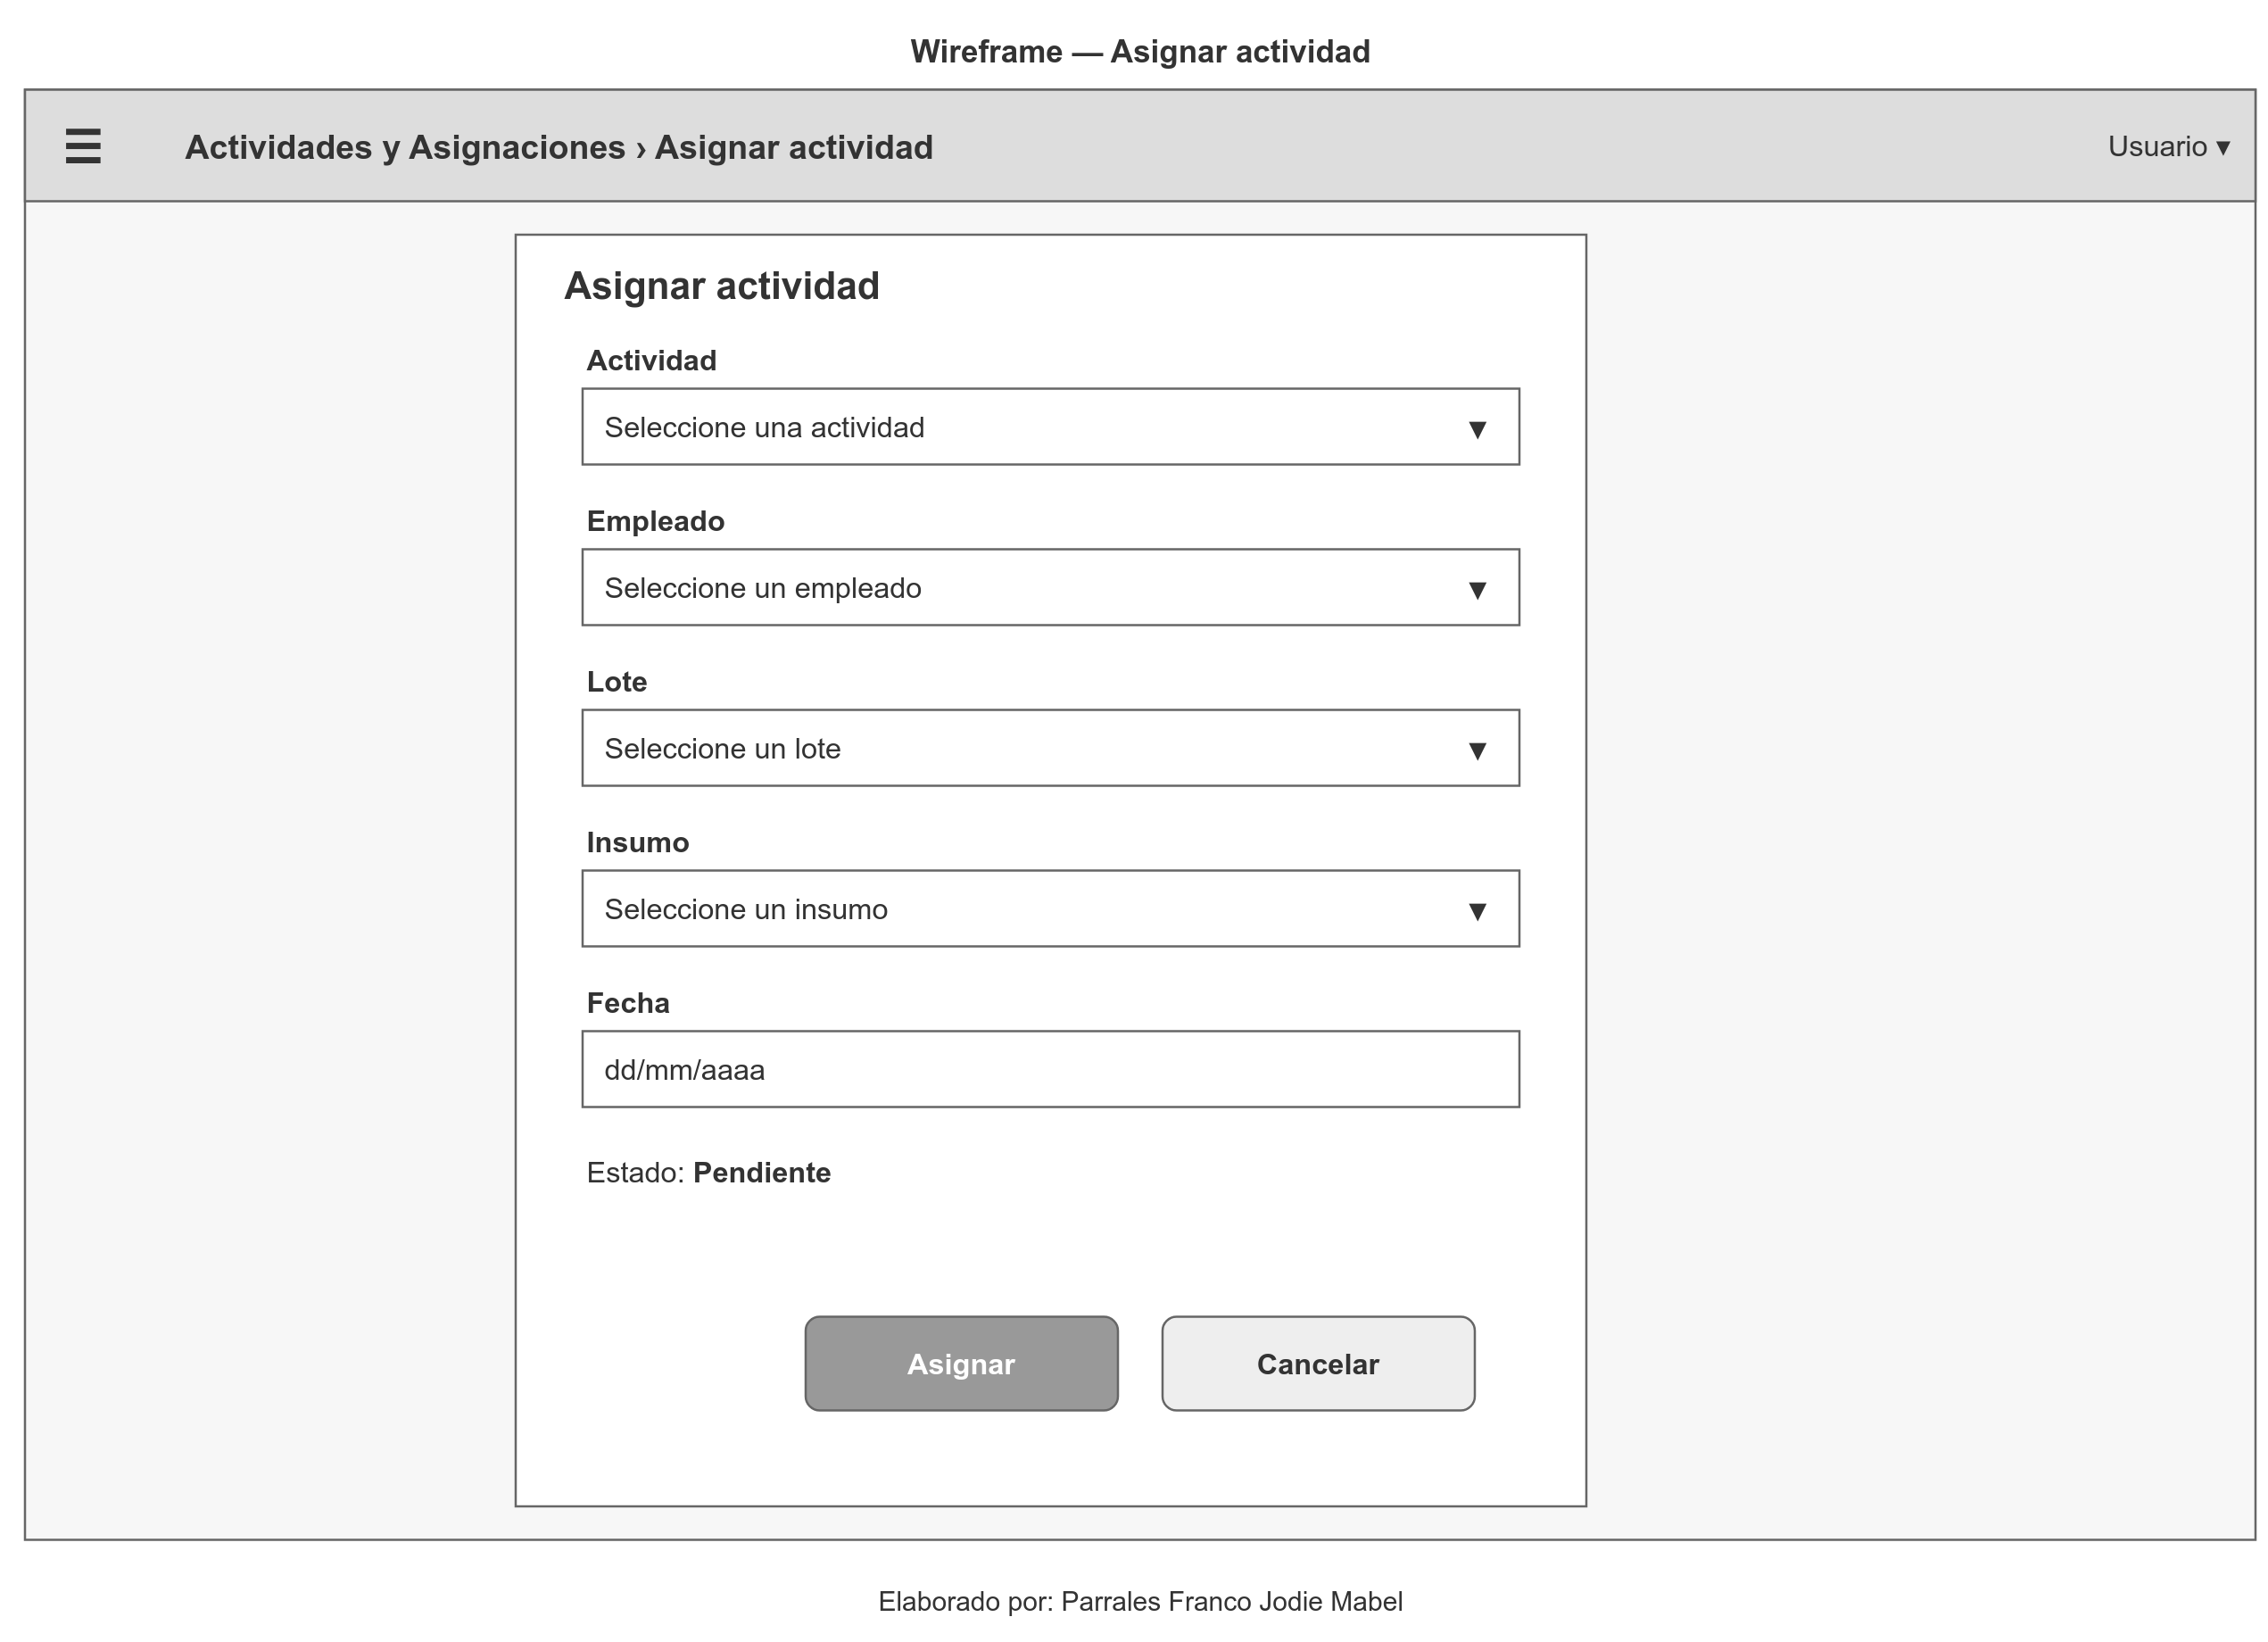 Wireframe — Asignar actividad
☰ Actividades y Asignaciones › Asignar actividad Usuario ▾
Asignar actividad
Actividad
Seleccione una actividad ▼
Empleado
Seleccione un empleado ▼
Lote
Seleccione un lote ▼
Insumo
Seleccione un insumo ▼
Fecha
dd/mm/aaaa
Estado: Pendiente
Asignar Cancelar
Elaborado por: Parrales Franco Jodie Mabel